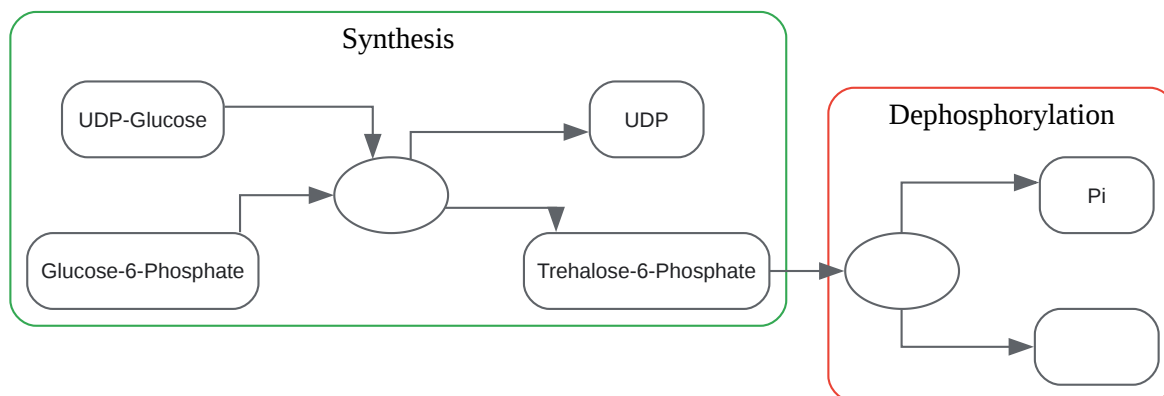 Synthesis
UDP-Glucose
UDP
Glucose-6-Phosphate
Trehalose-6-Phosphate
Dephosphorylation
Pi